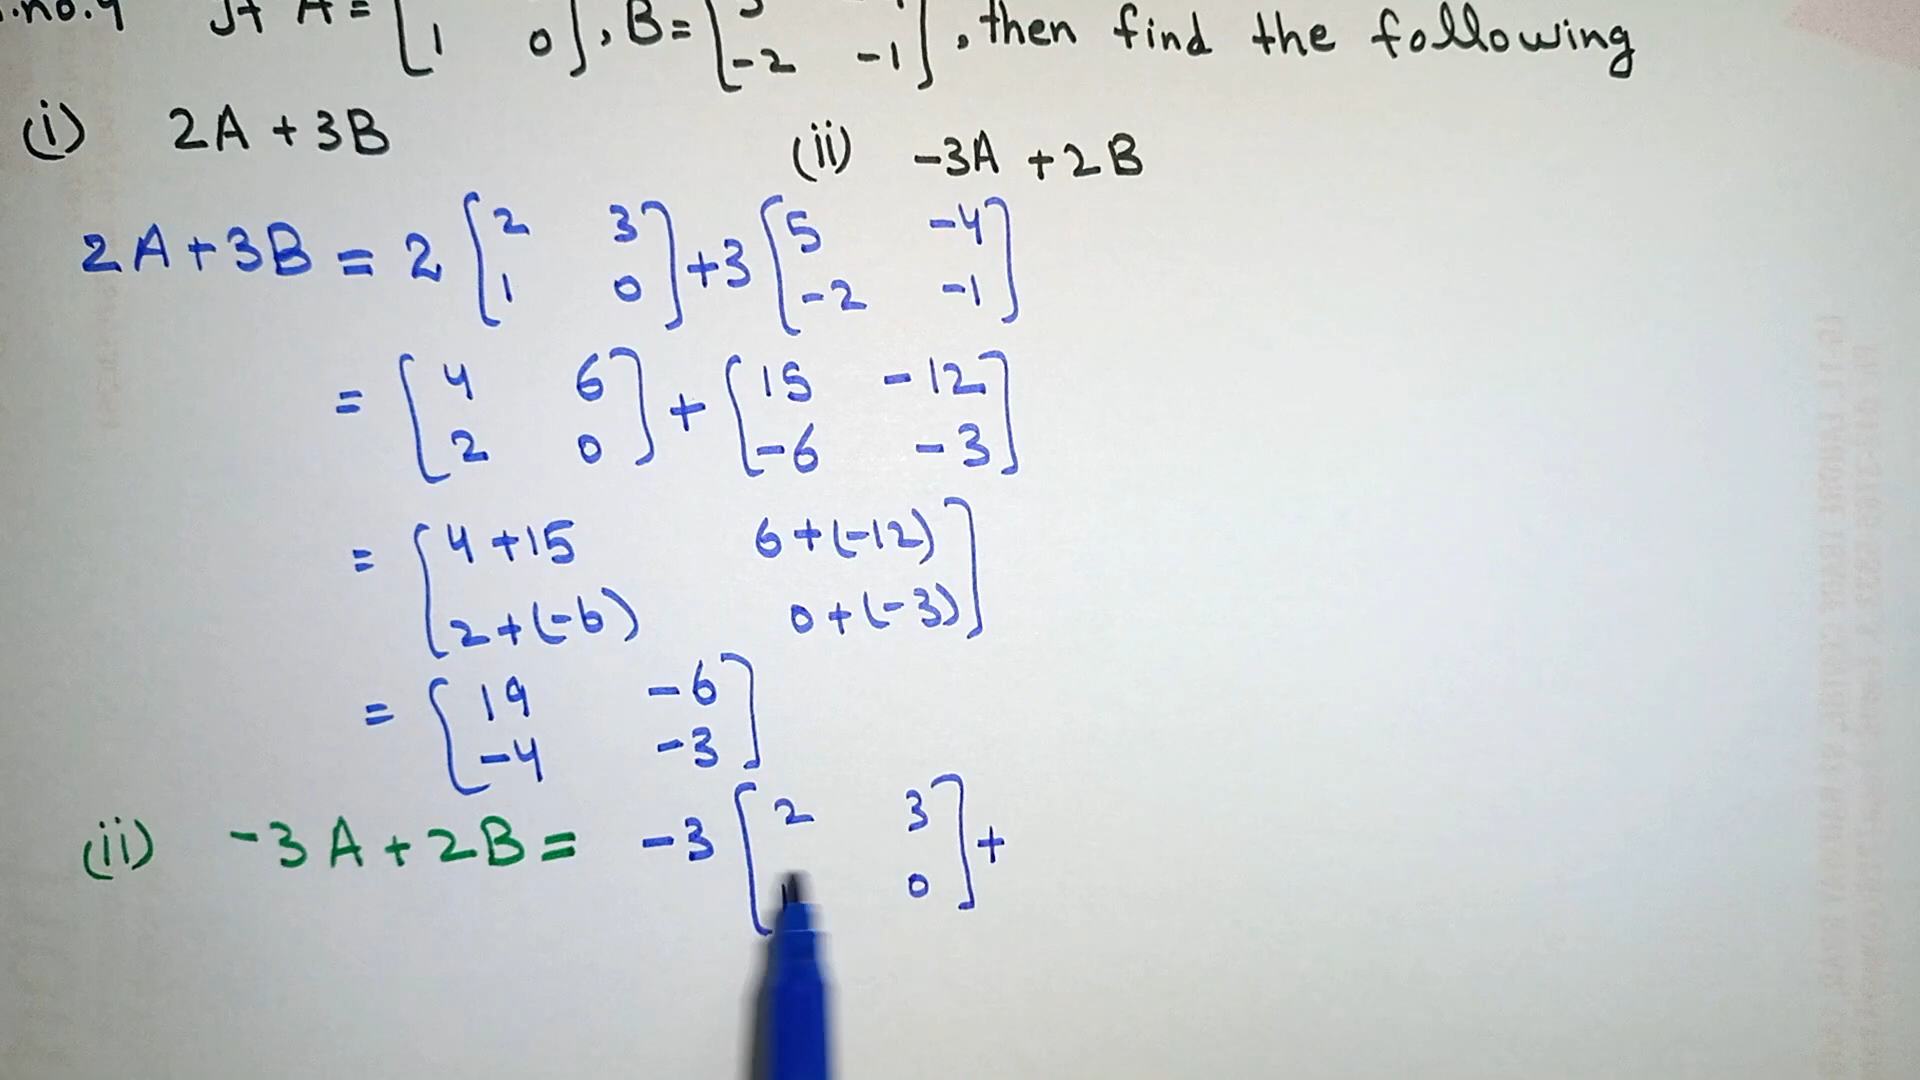 If A = [1 0], B = [-2 -1], then find the following
(i) 2A + 3B (ii) -3A + 2B
2A + 3B = 2 [2 3 +3 [5 -4
1 0] -2 -1]
= [4 6 + [15 -12
2 0] -6 -3]
= [4 + 15 6 + (-12)
2 + (-6) 0 + (-3)]
= [19 -6
-4 -3]
(ii) -3A + 2B = -3 [2 3 +
0]